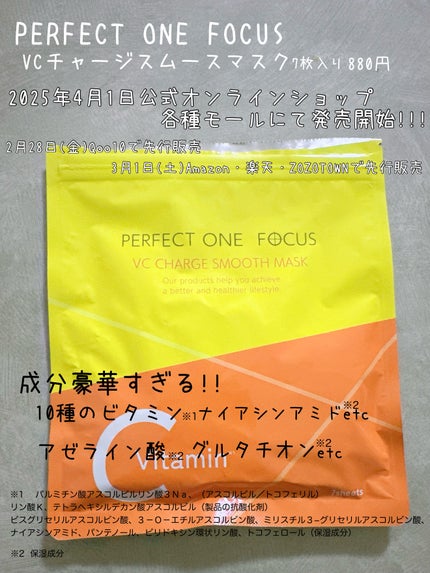 PERFECT ONE FOCUS
VCチャージスムースマスク7枚入り880円
2025年4月1日公式オンラインショップ
各種モールにて発売開始!!!
2月28日(金)Qoo10で先行販売
3月1日(土)Amazon・楽天・ZOZOTOWNで先行販売
PERFECT ONE FOCUS
VC CHARGE SMOOTH MASK
Our products help you achieve
a better and healthier lifestyle.
成分豪華すぎる!!
10種のビタミン※1ナイアシンアミドetc※2
アゼライン酸※2 グルタチオンetc※2
C
Vitamin
7sheets
※1 パルミチン酸アスコルビルリン酸3Na、(アスコルビル/トコフェリル)
リン酸K、テトラヘキシルデカン酸アスコルビル(製品の抗酸化剤)
ビスグリセリルアスコルビン酸、3-O-エチルアスコルビン酸、ミリスチル3-グリセリルアスコルビン酸、
ナイアシンアミド、パンテノール、ピリドキシン環状リン酸、トコフェロール(保湿成分)
※2 保湿成分